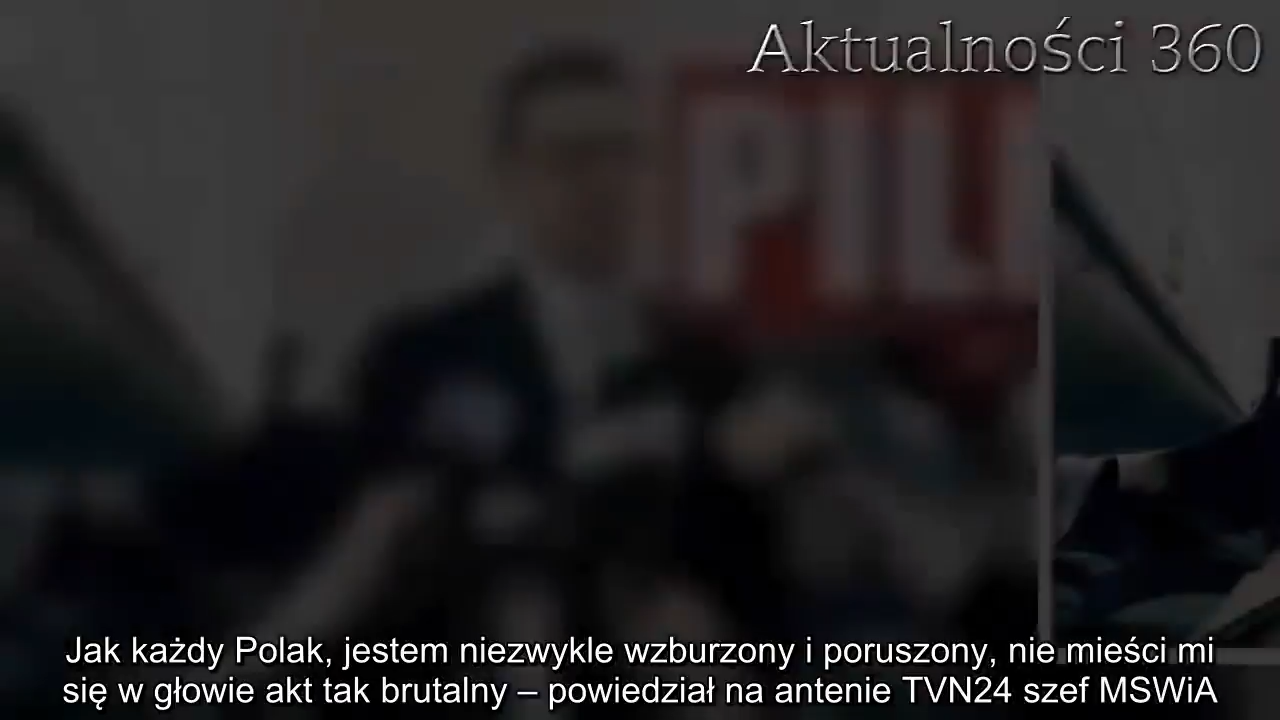 Aktualności 360
PILI
Jak każdy Polak, jestem niezwykle wzburzony i poruszony, nie mieści mi
się w głowie akt tak brutalny – powiedział na antenie TVN24 szef MSWiA